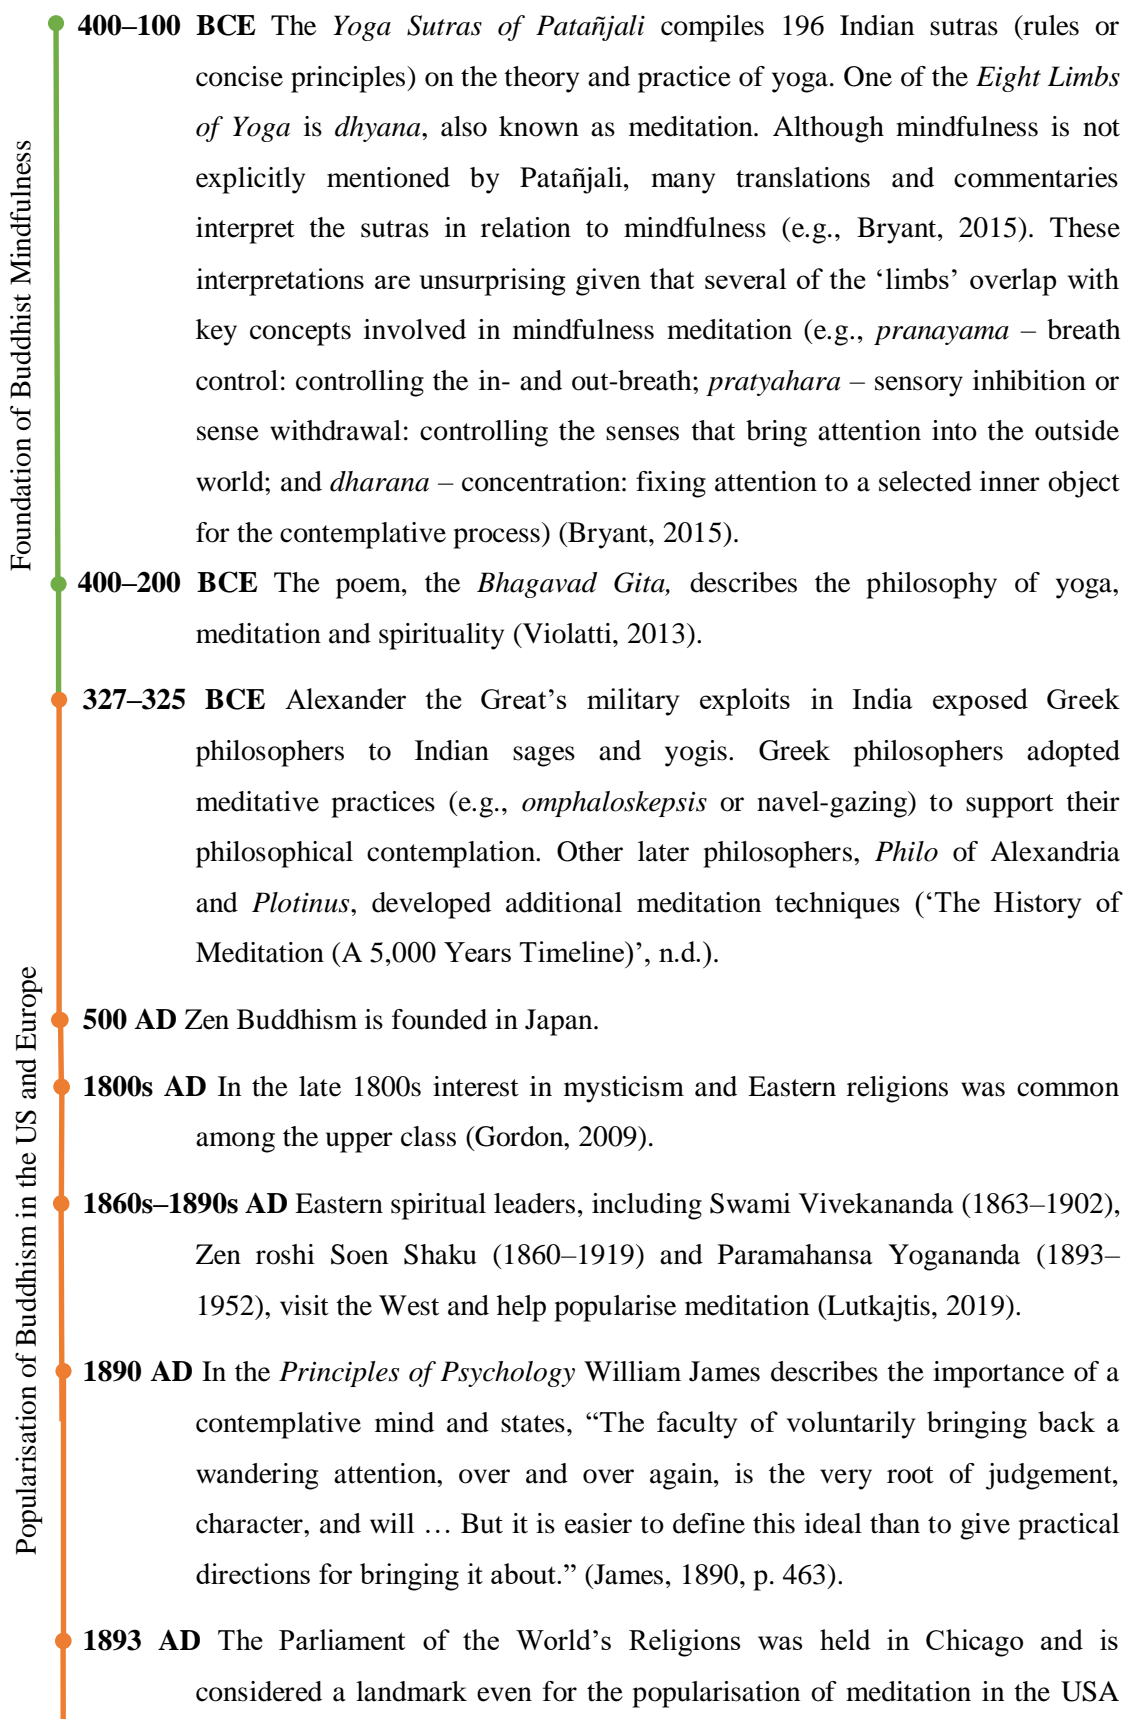 Foundation of Buddhist Mindfulness
400–100 BCE The Yoga Sutras of Patañjali compiles 196 Indian sutras (rules or
concise principles) on the theory and practice of yoga. One of the Eight Limbs
of Yoga is dhyana, also known as meditation. Although mindfulness is not
explicitly mentioned by Patañjali, many translations and commentaries
interpret the sutras in relation to mindfulness (e.g., Bryant, 2015). These
interpretations are unsurprising given that several of the ‘limbs’ overlap with
key concepts involved in mindfulness meditation (e.g., pranayama – breath
control: controlling the in- and out-breath; pratyahara – sensory inhibition or
sense withdrawal: controlling the senses that bring attention into the outside
world; and dharana – concentration: fixing attention to a selected inner object
for the contemplative process) (Bryant, 2015).
400–200 BCE The poem, the Bhagavad Gita, describes the philosophy of yoga,
meditation and spirituality (Violatti, 2013).
Popularisation of Buddhism in the US and Europe
327–325 BCE Alexander the Great’s military exploits in India exposed Greek
philosophers to Indian sages and yogis. Greek philosophers adopted
meditative practices (e.g., omphaloskepsis or navel-gazing) to support their
philosophical contemplation. Other later philosophers, Philo of Alexandria
and Plotinus, developed additional meditation techniques (‘The History of
Meditation (A 5,000 Years Timeline)’, n.d.).
500 AD Zen Buddhism is founded in Japan.
1800s AD In the late 1800s interest in mysticism and Eastern religions was common
among the upper class (Gordon, 2009).
1860s–1890s AD Eastern spiritual leaders, including Swami Vivekananda (1863–1902),
Zen roshi Soen Shaku (1860–1919) and Paramahansa Yogananda (1893–
1952), visit the West and help popularise meditation (Lutkajtis, 2019).
1890 AD In the Principles of Psychology William James describes the importance of a
contemplative mind and states, “The faculty of voluntarily bringing back a
wandering attention, over and over again, is the very root of judgement,
character, and will … But it is easier to define this ideal than to give practical
directions for bringing it about.” (James, 1890, p. 463).
1893 AD The Parliament of the World’s Religions was held in Chicago and is
considered a landmark even for the popularisation of meditation in the USA